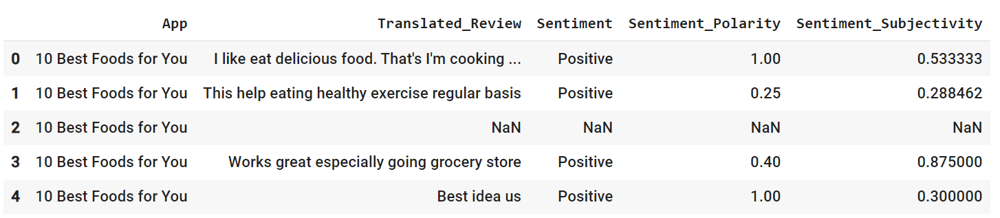 App Translated_Review Sentiment Sentiment_Polarity Sentiment_Subjectivity
0 10 Best Foods for You I like eat delicious food. That's I'm cooking ... Positive 1.00 0.533333
1 10 Best Foods for You This help eating healthy exercise regular basis Positive 0.25 0.288462
2 10 Best Foods for You NaN NaN NaN NaN
3 10 Best Foods for You Works great especially going grocery store Positive 0.40 0.875000
4 10 Best Foods for You Best idea us Positive 1.00 0.300000